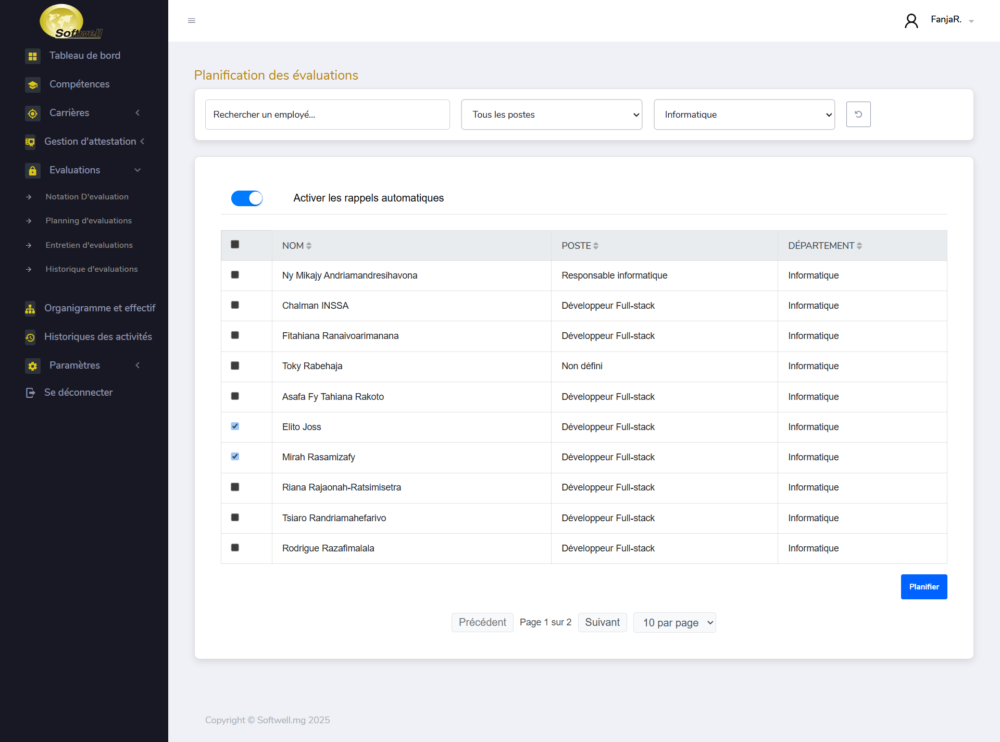 Softwell
FanjaR.
Tableau de bord
Compétences
Carrières
Gestion d'attestation
Evaluations
Notation D'evaluation
Planning d'evaluations
Entretien d'evaluations
Historique d'evaluations
Organigramme et effectif
Historiques des activités
Paramètres
Se déconnecter
Planification des évaluations
Rechercher un employé... Tous les postes Informatique
Activer les rappels automatiques
NOM POSTE DÉPARTEMENT
Ny Mikajy Andriamandresihavona Responsable informatique Informatique
Chalman INSSA Développeur Full-stack Informatique
Fitahiana Ranaivoarimanana Développeur Full-stack Informatique
Toky Rabehaja Non défini Informatique
Asafa Fy Tahiana Rakoto Développeur Full-stack Informatique
Elito Joss Développeur Full-stack Informatique
Mirah Rasamizafy Développeur Full-stack Informatique
Riana Rajaonah-Ratsimisetra Développeur Full-stack Informatique
Tsiaro Randriamahefarivo Développeur Full-stack Informatique
Rodrigue Razafimalala Développeur Full-stack Informatique
Planifier
Précédent Page 1 sur 2 Suivant 10 par page
Copyright © Softwell.mg 2025